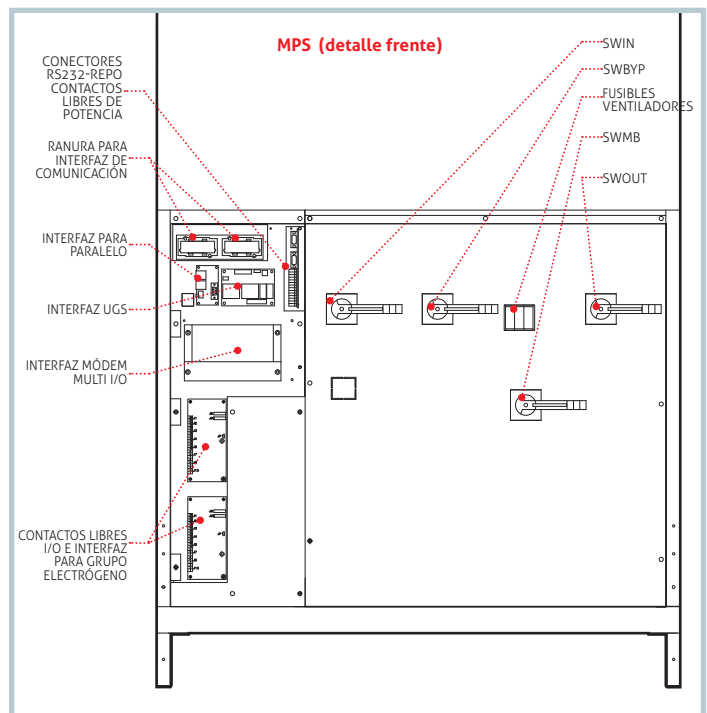 MPS (detalle frente)
CONECTORES
RS232-REPO
CONTACTOS
LIBRES DE
POTENCIA
RANURA PARA
INTERFAZ DE
COMUNICACIÓN
INTERFAZ PARA
PARALELO
INTERFAZ UGS
INTERFAZ MÓDEM
MULTI I/O
CONTACTOS LIBRES
I/O E INTERFAZ
PARA GRUPO
ELECTRÓGENO
SWIN
SWBYP
FUSIBLES
VENTILADORES
SWMB
SWOUT